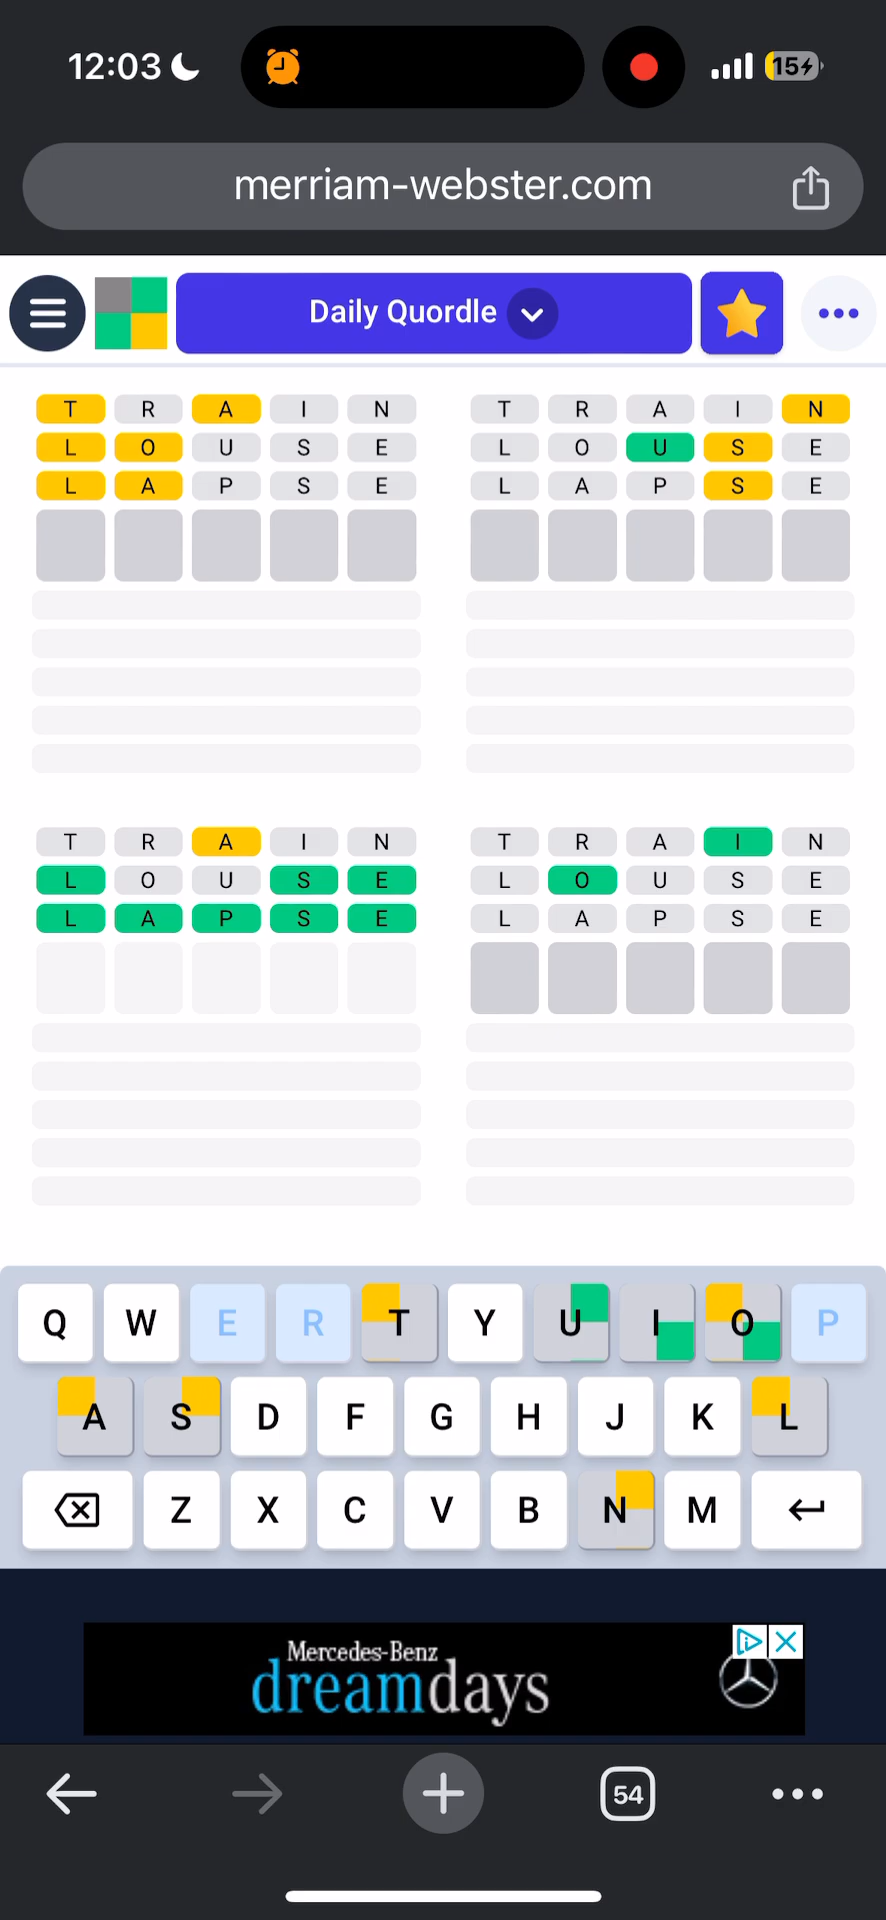 12:03
15
merriam-webster.com
Daily Quordle
T R A I N T R A I N
L O U S E L O U S E
L A P S E L A P S E
T R A I N T R A I N
L O U S E L O U S E
L A P S E L A P S E
Q W E R T Y U I O P
A S D F G H J K L
Z X C V B N M
Mercedes-Benz
dreamdays
54